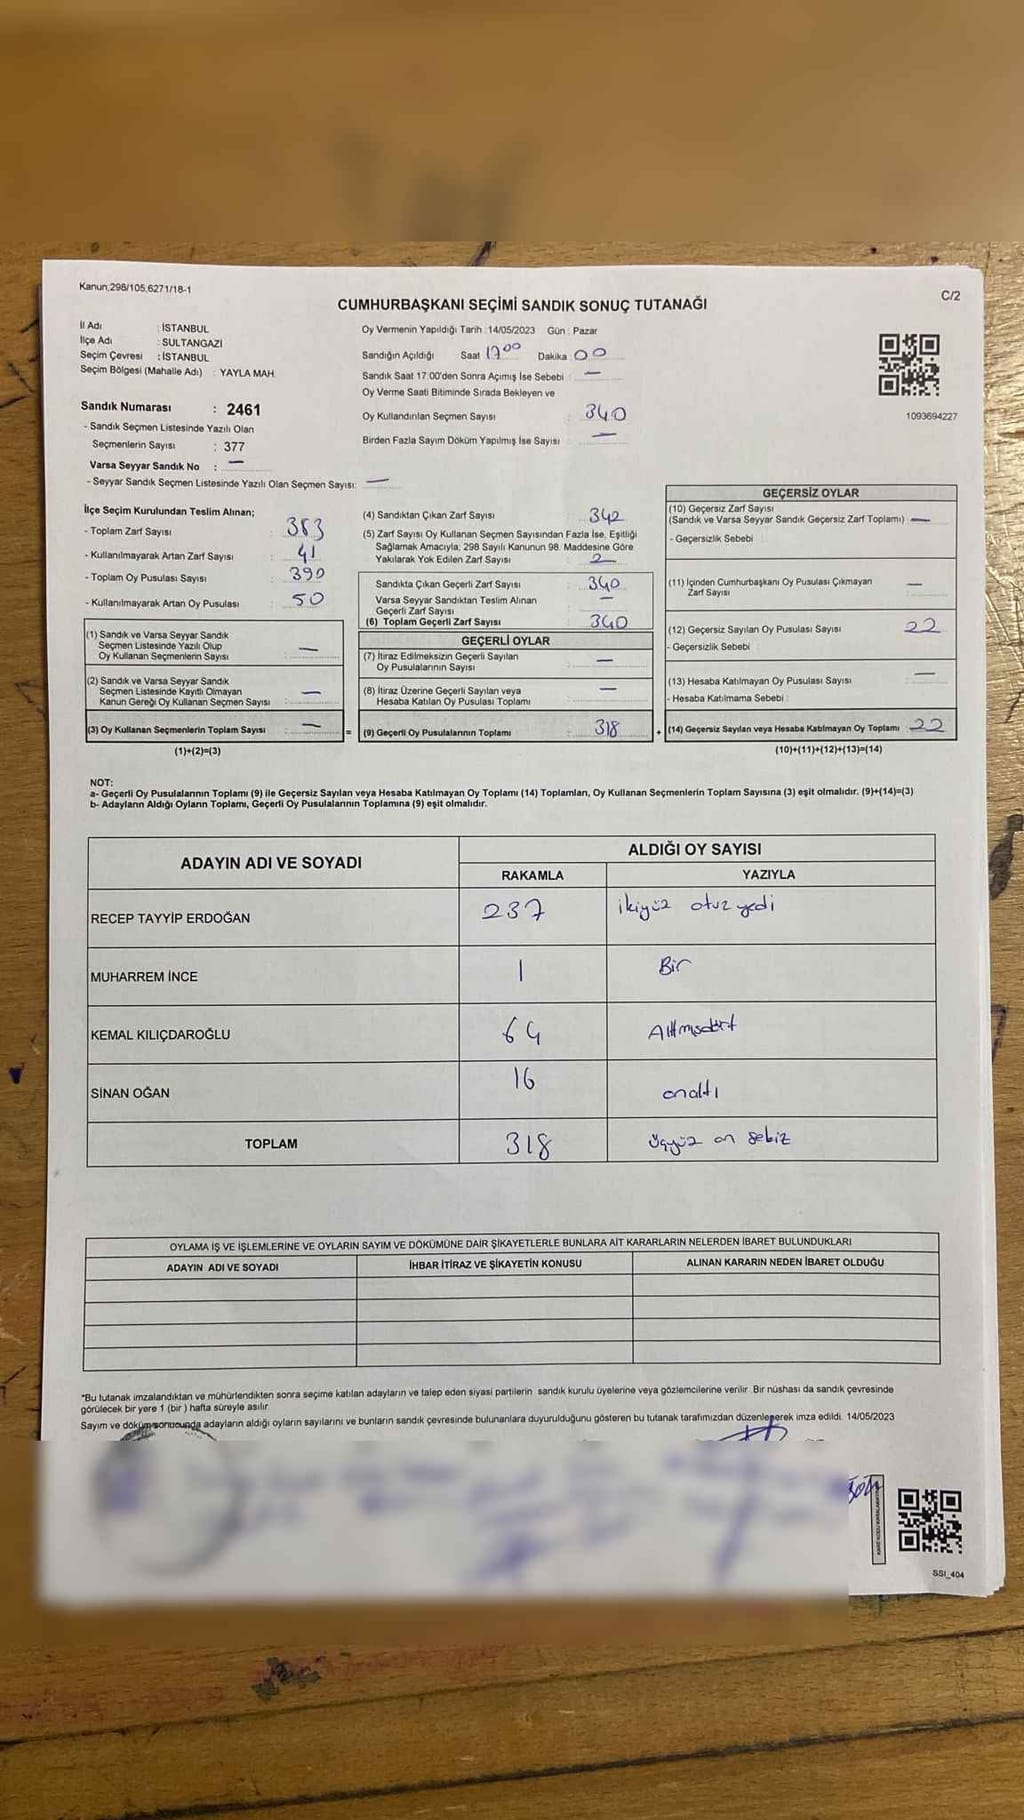 Kanun,298/105,6271/18-1
C/2
CUMHURBAŞKANI SEÇİMİ SANDIK SONUÇ TUTANAĞI
İl Adı : İSTANBUL
İlçe Adı : SULTANGAZİ
Seçim Çevresi : İSTANBUL
Seçim Bölgesi (Mahalle Adı) : YAYLA MAH.
Sandık Numarası : 2461
- Sandık Seçmen Listesinde Yazılı Olan
Seçmenlerin Sayısı : 377
Varsa Seyyar Sandık No : —
- Seyyar Sandık Seçmen Listesinde Yazılı Olan Seçmen Sayısı: —
Oy Vermenin Yapıldığı Tarih :14/05/2023 Gün : Pazar
Sandığın Açıldığı Saat 17 00 Dakika : 00
Sandık Saat 17:00'den Sonra Açımış İse Sebebi : —
Oy Verme Saati Bitiminde Sırada Bekleyen ve
Oy Kullandırılan Seçmen Sayısı : 340
Birden Fazla Sayım Döküm Yapılmış İse Sayısı : —
1093694227
İlçe Seçim Kurulundan Teslim Alınan;
- Toplam Zarf Sayısı : 383
- Kullanılmayarak Artan Zarf Sayısı : 41
- Toplam Oy Pusulası Sayısı : 390
- Kullanılmayarak Artan Oy Pusulası : 50
(1) Sandık ve Varsa Seyyar Sandık
Seçmen Listesinde Yazılı Olup
Oy Kullanan Seçmenlerin Sayısı : —
(2) Sandık ve Varsa Seyyar Sandık
Seçmen Listesinde Kayıtlı Olmayan
Kanun Gereği Oy Kullanan Seçmen Sayısı : —
(3) Oy Kullanan Seçmenlerin Toplam Sayısı : —
(1)+(2)=(3)
(4) Sandıktan Çıkan Zarf Sayısı : 342
(5) Zarf Sayısı Oy Kullanan Seçmen Sayısından Fazla İse, Eşitliği
Sağlamak Amacıyla; 298 Sayılı Kanunun 98. Maddesine Göre
Yakılarak Yok Edilen Zarf Sayısı : 2
Sandıkta Çıkan Geçerli Zarf Sayısı : 340
Varsa Seyyar Sandıktan Teslim Alınan
Geçerli Zarf Sayısı : —
(6) Toplam Geçerli Zarf Sayısı : 340
GEÇERLİ OYLAR
(7) İtiraz Edilmeksizin Geçerli Sayılan
Oy Pusulalarının Sayısı : —
(8) İtiraz Üzerine Geçerli Sayılan veya
Hesaba Katılan Oy Pusulası Toplamı : —
= (9) Geçerli Oy Pusulalarının Toplamı : 318
GEÇERSİZ OYLAR
(10) Geçersiz Zarf Sayısı
(Sandık ve Varsa Seyyar Sandık Geçersiz Zarf Toplamı) : —
- Geçersizlik Sebebi :
(11) İçinden Cumhurbaşkanı Oy Pusulası Çıkmayan
Zarf Sayısı : —
(12) Geçersiz Sayılan Oy Pusulası Sayısı : 22
- Geçersizlik Sebebi :
(13) Hesaba Katılmayan Oy Pusulası Sayısı : —
- Hesaba Katılmama Sebebi :
+ (14) Geçersiz Sayılan veya Hesaba Katılmayan Oy Toplamı : 22
(10)+(11)+(12)+(13)=(14)
NOT:
a- Geçerli Oy Pusulalarının Toplamı (9) ile Geçersiz Sayılan veya Hesaba Katılmayan Oy Toplamı (14) Toplamları, Oy Kullanan Seçmenlerin Toplam Sayısına (3) eşit olmalıdır. (9)+(14)=(3)
b- Adayların Aldığı Oyların Toplamı, Geçerli Oy Pusulalarının Toplamına (9) eşit olmalıdır.
ADAYIN ADI VE SOYADI
ALDIĞI OY SAYISI
RAKAMLA YAZIYLA
RECEP TAYYİP ERDOĞAN 237 ikiyüz otuz yedi
MUHARREM İNCE 1 Bir
KEMAL KILIÇDAROĞLU 64 Altmışdört
SİNAN OĞAN 16 onaltı
TOPLAM 318 üçyüz on sekiz
OYLAMA İŞ VE İŞLEMLERİNE VE OYLARIN SAYIM VE DÖKÜMÜNE DAİR ŞİKAYETLERLE BUNLARA AİT KARARLARIN NELERDEN İBARET BULUNDUKLARI
ADAYIN ADI VE SOYADI İHBAR İTİRAZ VE ŞİKAYETİN KONUSU ALINAN KARARIN NEDEN İBARET OLDUĞU
*Bu tutanak imzalandıktan ve mühürlendikten sonra seçime katılan adayların ve talep eden siyasi partilerin sandık kurulu üyelerine veya gözlemcilerine verilir. Bir nüshası da sandık çevresinde
görülecek bir yere 1 (bir) hafta süreyle asılır.
Sayım ve döküm sonucunda adayların aldığı oyların sayılarını ve bunların sandık çevresinde bulunanlara duyurulduğunu gösteren bu tutanak tarafımızdan düzenlenerek imza edildi. 14/05/2023
SSI_404